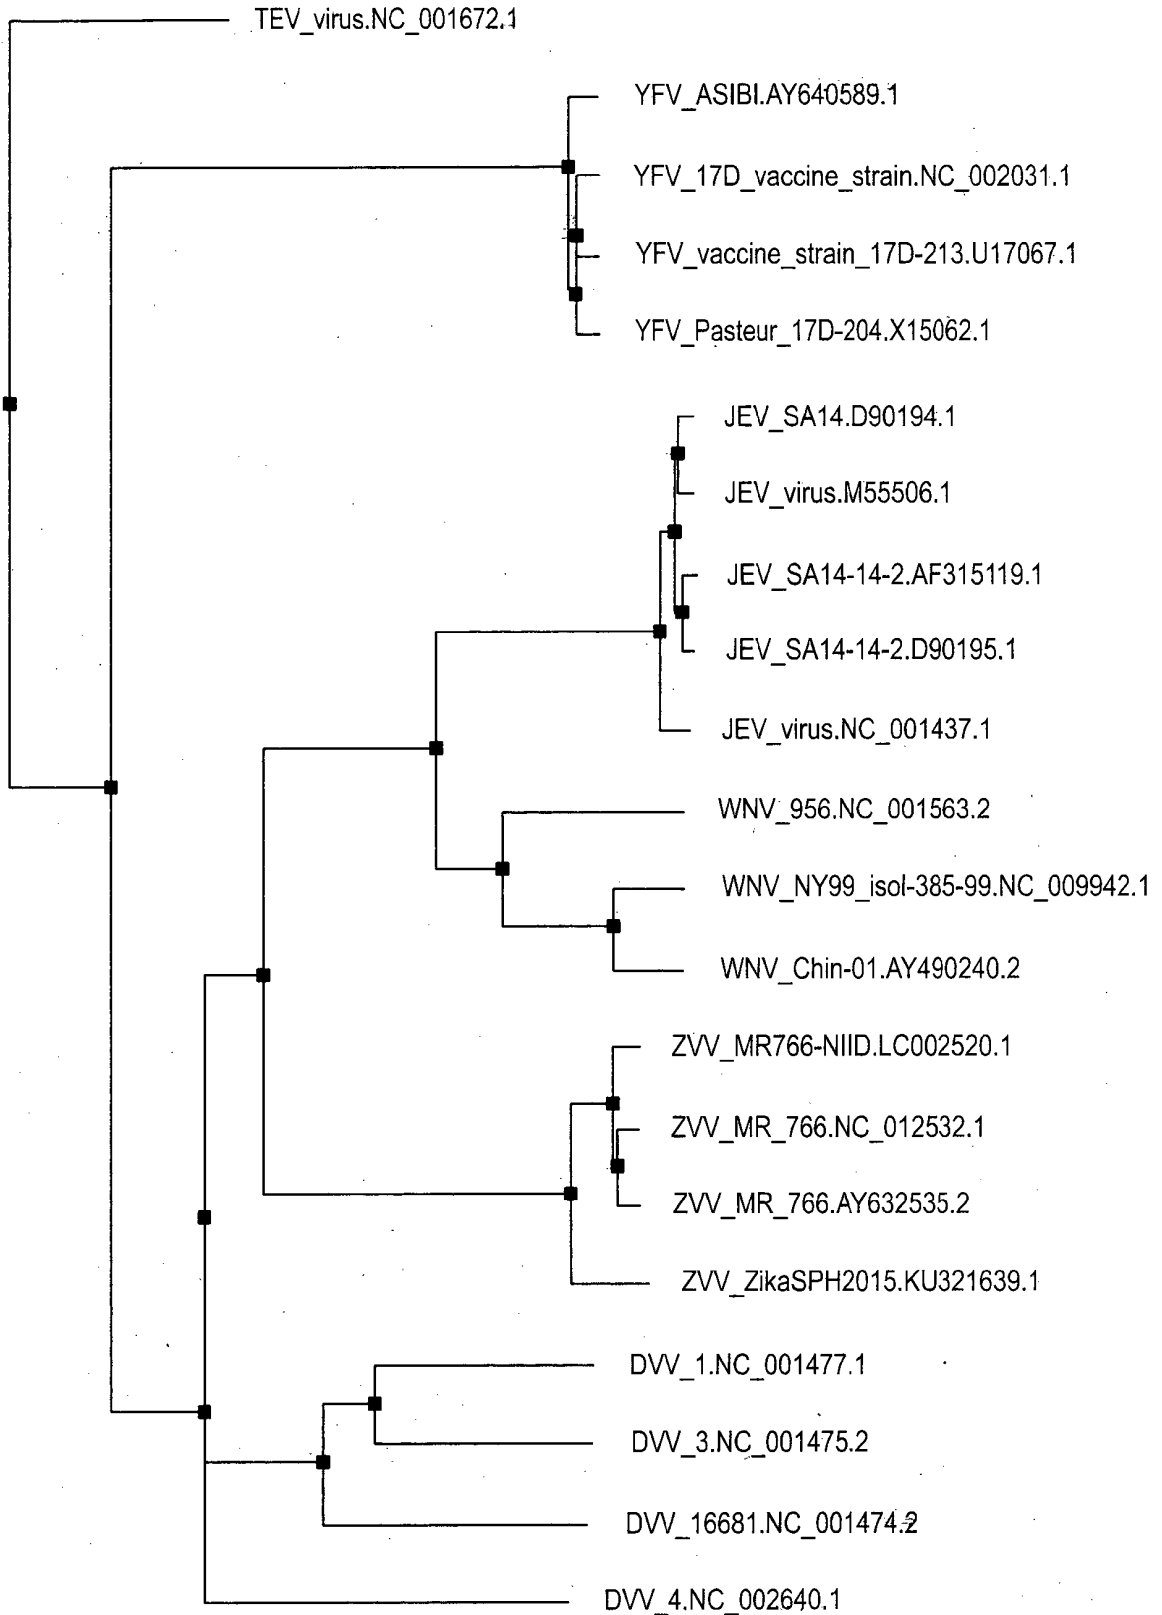 TEV_virus.NC_001672.1
YFV_ASIBI.AY640589.1
YFV_17D_vaccine_strain.NC_002031.1
YFV_vaccine_strain_17D-213.U17067.1
YFV_Pasteur_17D-204.X15062.1
JEV_SA14.D90194.1
JEV_virus.M55506.1
JEV_SA14-14-2.AF315119.1
JEV_SA14-14-2.D90195.1
JEV_virus.NC_001437.1
WNV_956.NC_001563.2
WNV_NY99_isol-385-99.NC_009942.1
WNV_Chin-01.AY490240.2
ZVV_MR766-NIID.LC002520.1
ZVV_MR_766.NC_012532.1
ZVV_MR_766.AY632535.2
ZVV_ZikaSPH2015.KU321639.1
DVV_1.NC_001477.1
DVV_3.NC_001475.2
DVV_16681.NC_001474.2
DVV_4.NC_002640.1